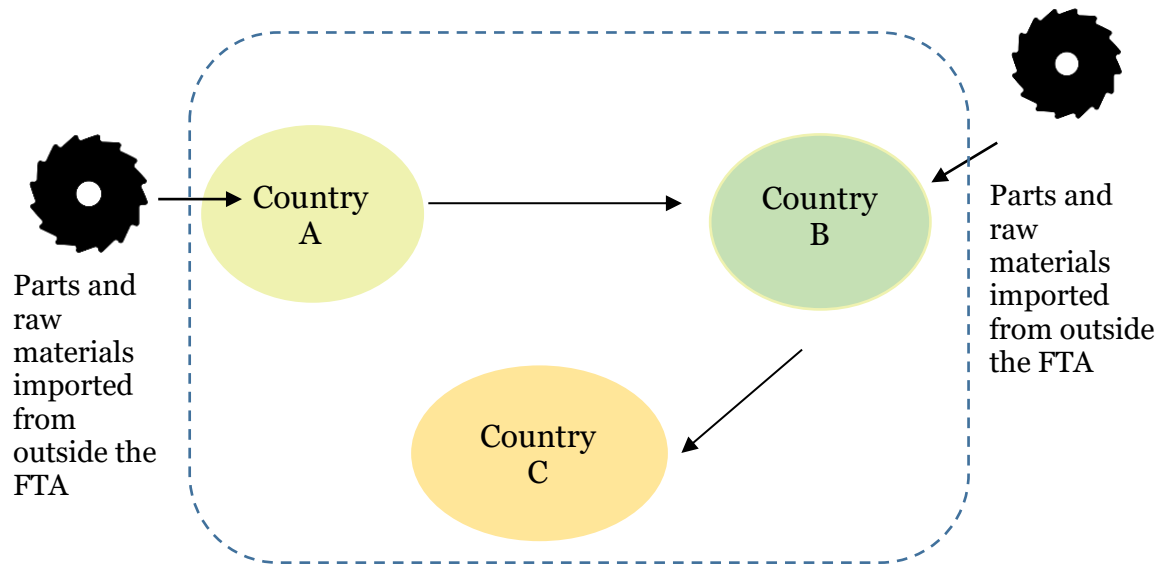 Country
A
Country
B
Parts and
raw
materials
imported
from
outside the
FTA
Parts and
raw
materials
imported
from outside
the FTA
Country
C